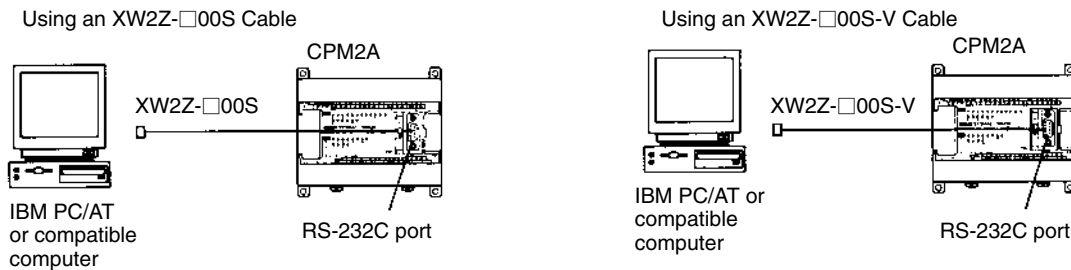 Using an XW2Z-□00S Cable
CPM2A
XW2Z-□00S
IBM PC/AT
or compatible
computer
RS-232C port
Using an XW2Z-□00S-V Cable
CPM2A
XW2Z-□00S-V
IBM PC/AT or
compatible
computer
RS-232C port